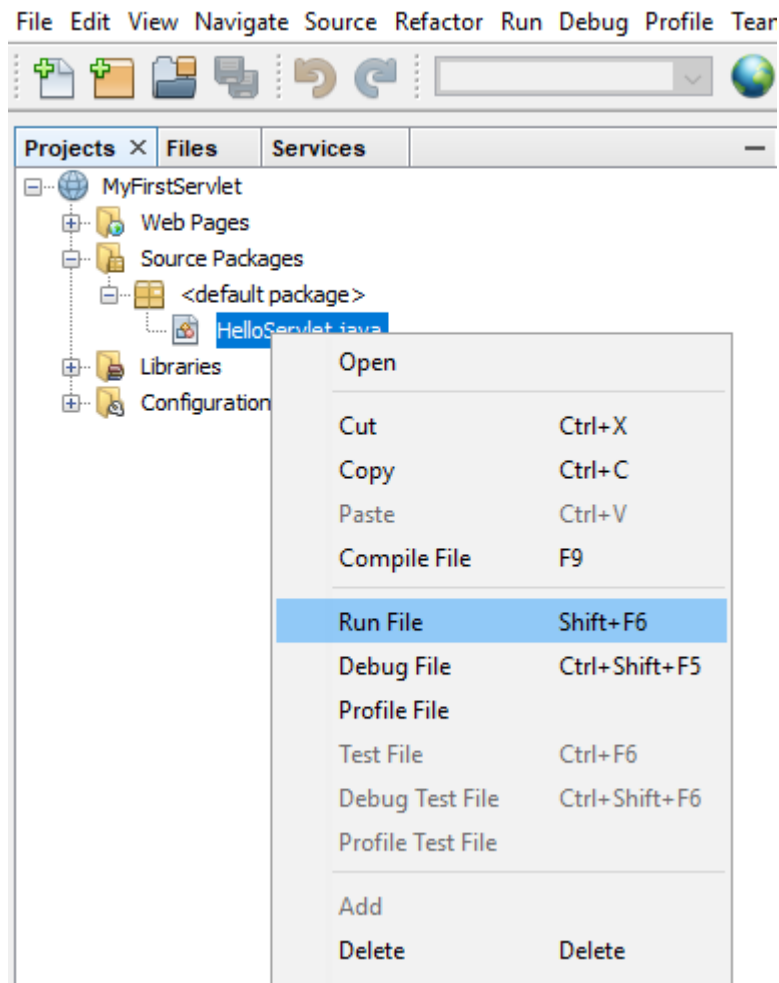 File Edit View Navigate Source Refactor Run Debug Profile Team
Projects Files Services
MyFirstServlet
Web Pages
Source Packages
<default package>
HelloServlet.java
Libraries
Configuration
Open
Cut Ctrl+X
Copy Ctrl+C
Paste Ctrl+V
Compile File F9
Run File Shift+F6
Debug File Ctrl+Shift+F5
Profile File
Test File Ctrl+F6
Debug Test File Ctrl+Shift+F6
Profile Test File
Add
Delete Delete